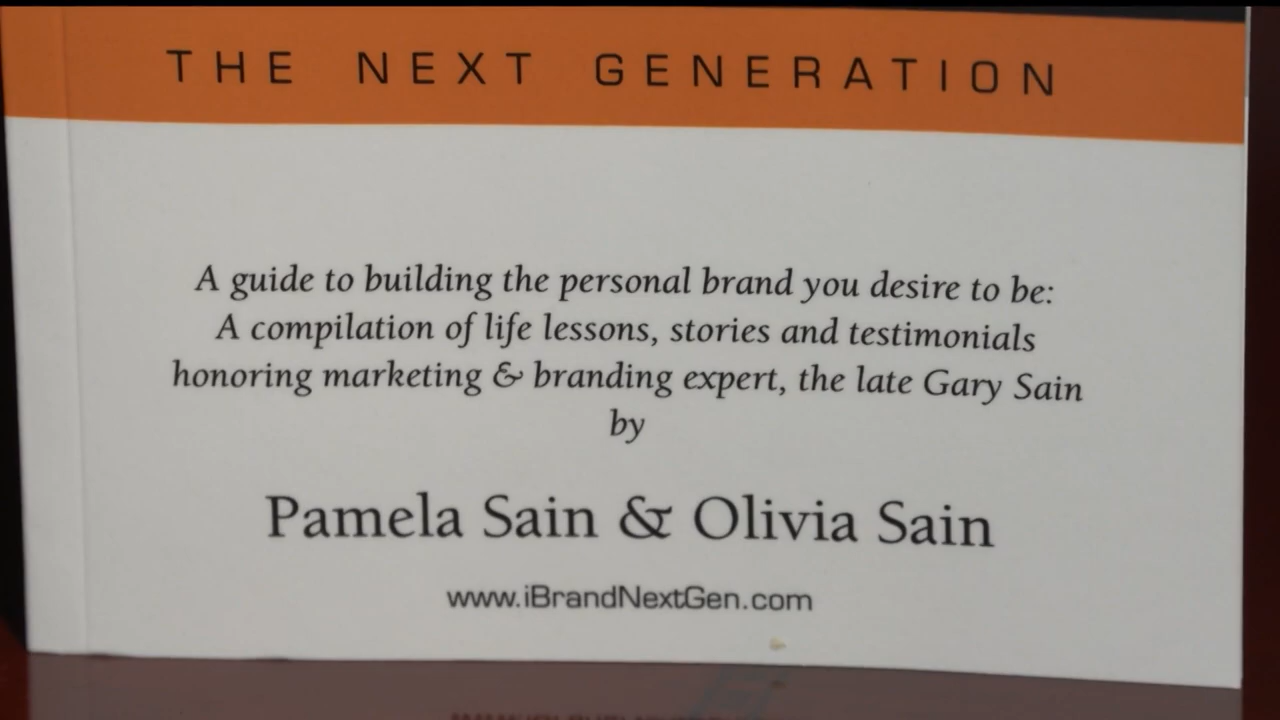 THE NEXT GENERATION
A guide to building the personal brand you desire to be:
A compilation of life lessons, stories and testimonials
honoring marketing & branding expert, the late Gary Sain
by
Pamela Sain & Olivia Sain
www.iBrandNextGen.com